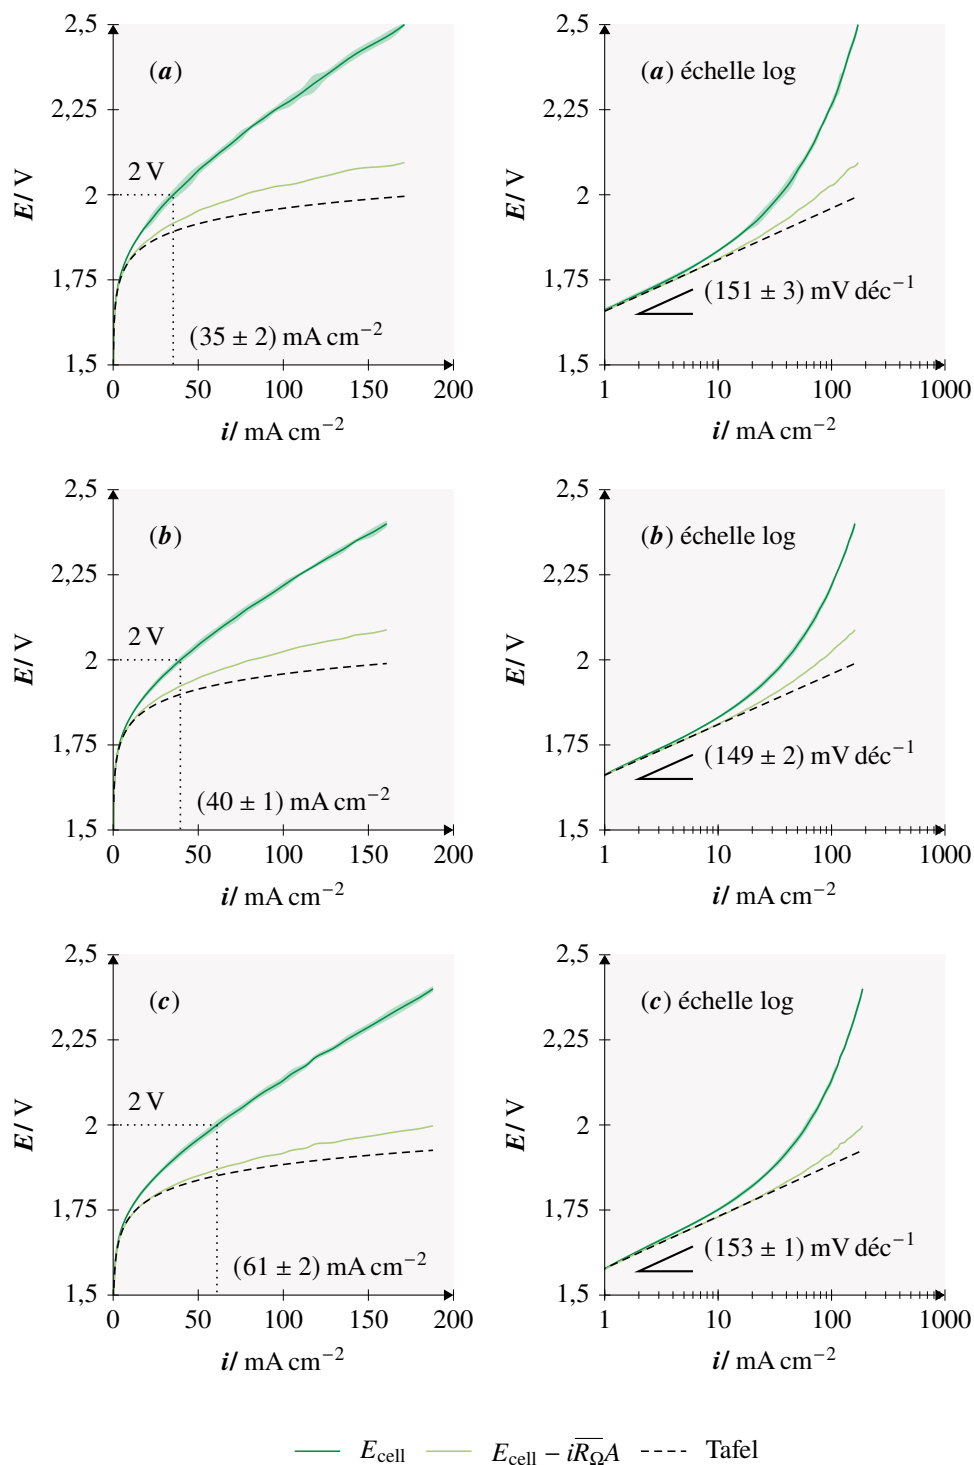 2,5
2,25
2
1,75
1,5
E/ V
(a)
2 V
(35 ± 2) mA cm⁻²
0 50 100 150 200
i/ mA cm⁻²
2,5
2,25
2
1,75
1,5
E/ V
(a) échelle log
(151 ± 3) mV déc⁻¹
1 10 100 1000
i/ mA cm⁻²
2,5
2,25
2
1,75
1,5
E/ V
(b)
2 V
(40 ± 1) mA cm⁻²
0 50 100 150 200
i/ mA cm⁻²
2,5
2,25
2
1,75
1,5
E/ V
(b) échelle log
(149 ± 2) mV déc⁻¹
1 10 100 1000
i/ mA cm⁻²
2,5
2,25
2
1,75
1,5
E/ V
(c)
2 V
(61 ± 2) mA cm⁻²
0 50 100 150 200
i/ mA cm⁻²
2,5
2,25
2
1,75
1,5
E/ V
(c) échelle log
(153 ± 1) mV déc⁻¹
1 10 100 1000
i/ mA cm⁻²
E_cell E_cell − i\overline{R_Ω}A Tafel